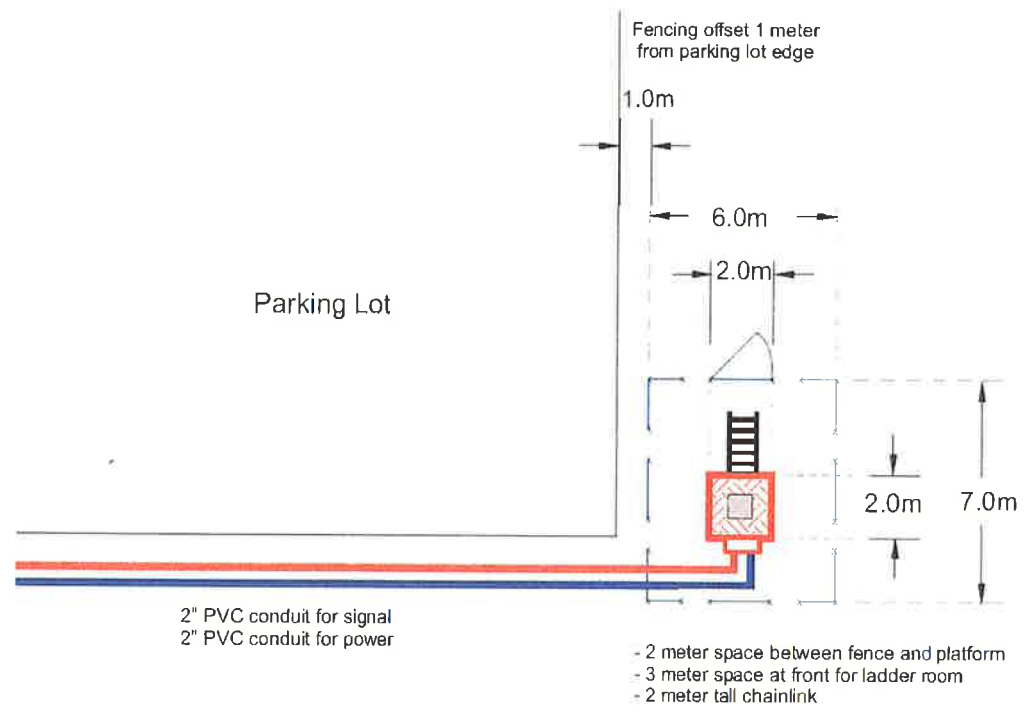 Fencing offset 1 meter
from parking lot edge
1.0m
6.0m
2.0m
Parking Lot
2.0m
7.0m
2" PVC conduit for signal
2" PVC conduit for power
- 2 meter space between fence and platform
- 3 meter space at front for ladder room
- 2 meter tall chainlink